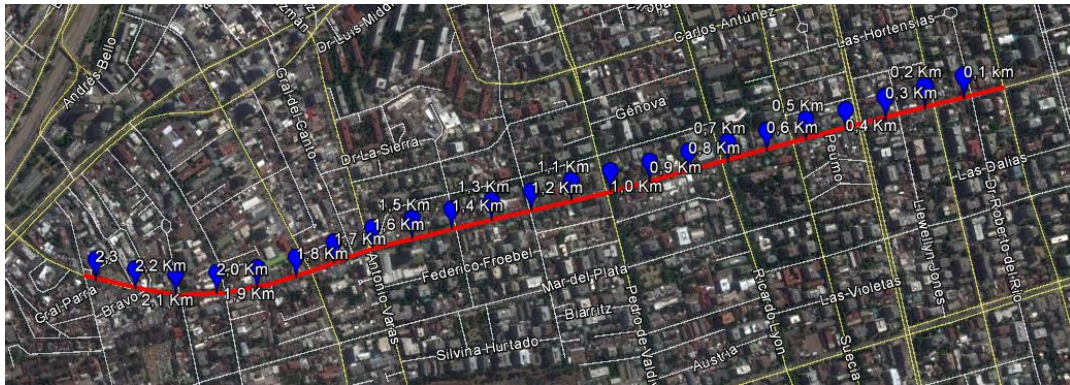 Andrés Bello
Dr Luis Middl
Carlos Antúnez
Las Hortensias
Gral del Canto
Génova
Dr La Sierra
0,1 Km
0,2 Km
0,3 Km
0,4 Km
0,5 Km
0,6 Km
0,7 Km
0,8 Km
0,9 Km
1,0 Km
1,1 Km
1,2 Km
1,3 Km
1,4 Km
1,5 Km
1,6 Km
1,7 Km
1,8 Km
1,9 Km
2,0 Km
2,1 Km
2,2 Km
2,3
Peumo
Las Dalias
Dr Roberto del Río
Llewellyn Jones
Antonio Varas
Federico Froebel
Mar del Plata
Las Violetas
Gral Parra
Bravo
Biarritz
Pedro de Valdiv
Ricardo Lyon
Suecia
Silvina Hurtado
Austria